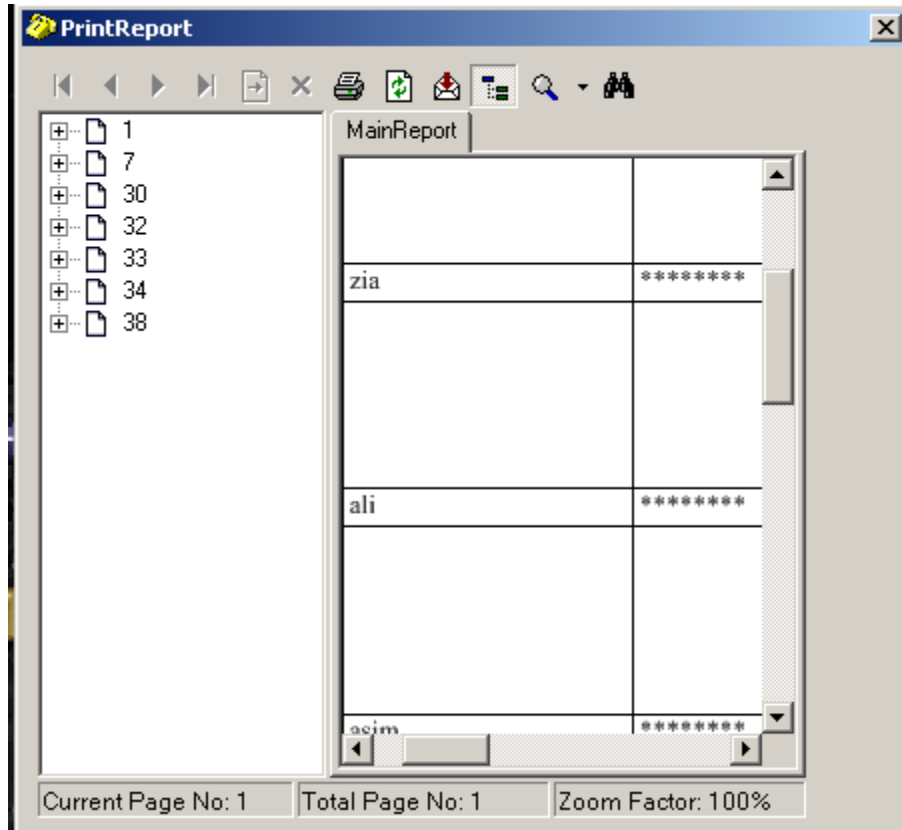 PrintReport
1
7
30
32
33
34
38
MainReport
zia ********
ali ********
asim ********
Current Page No: 1 Total Page No: 1 Zoom Factor: 100%